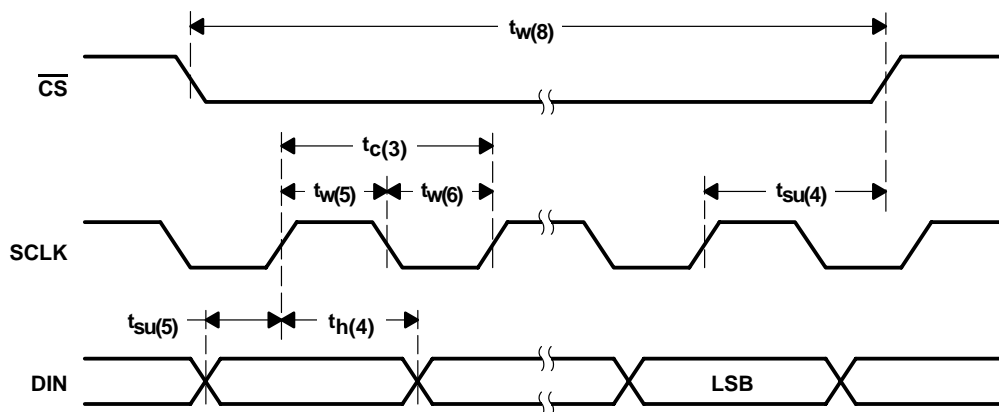 tw(8)
CS
tc(3)
tw(5) tw(6) tsu(4)
SCLK
tsu(5) th(4)
DIN LSB